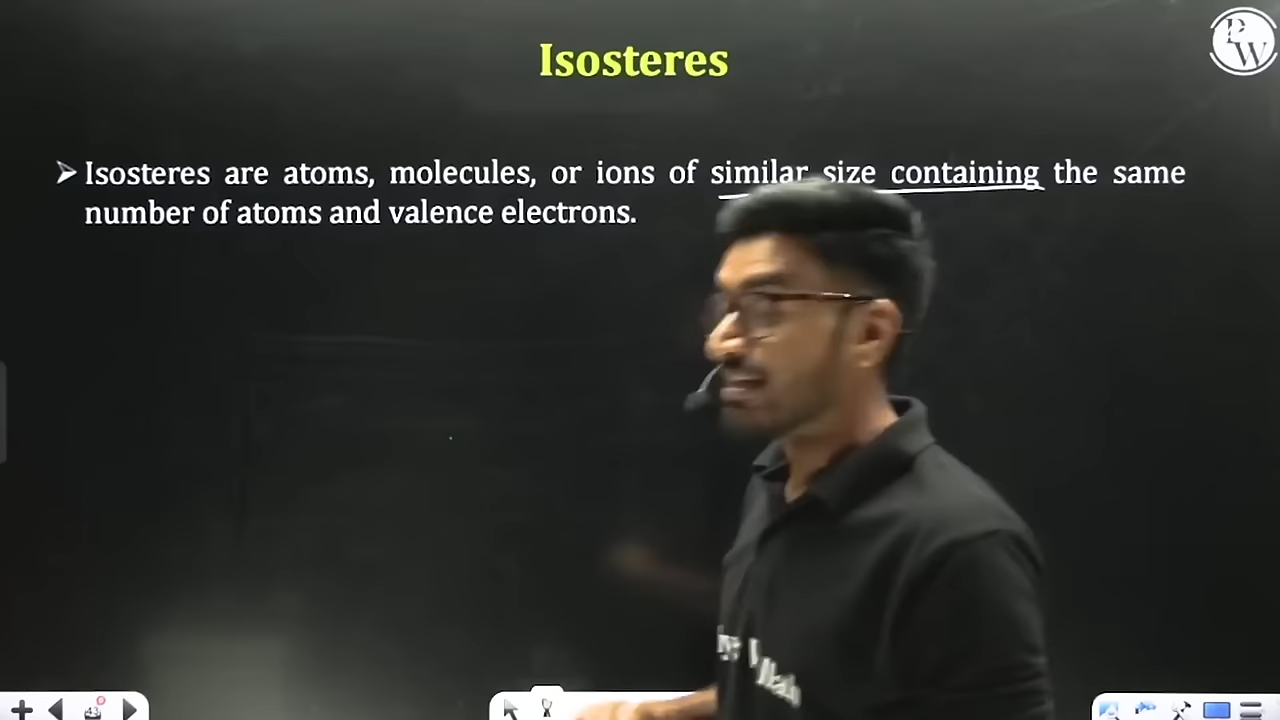 Isosteres
PW
➤ Isosteres are atoms, molecules, or ions of similar size containing the same
number of atoms and valence electrons.